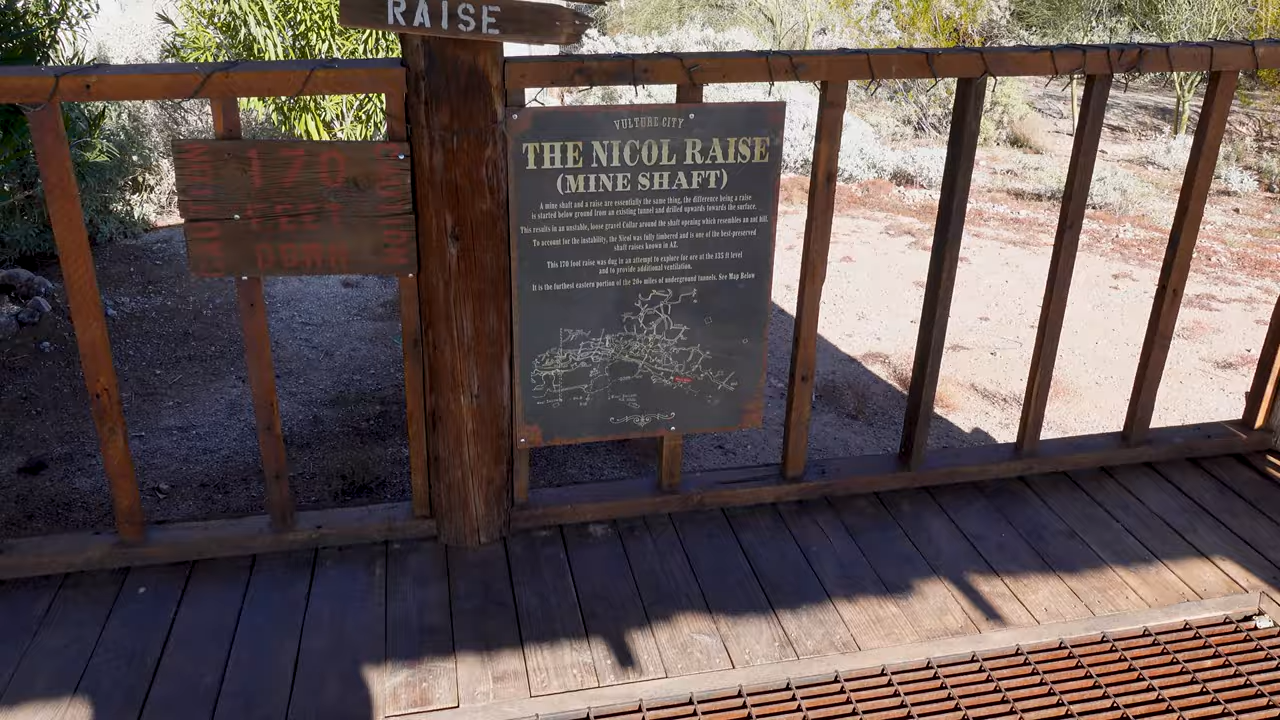 RAISE
170
DOWN
VULTURE CITY
THE NICOL RAISE
(MINE SHAFT)
A mine shaft and a raise are essentially the same thing, the difference being a raise
is started below ground from an existing tunnel and drilled upwards towards the surface.
This results in an unstable, loose gravel Collar around the shaft opening which resembles an ant hill.
To account for the instability, the Nicol was fully timbered and is one of the best-preserved
shaft raises known in AZ.
This 170 foot raise was dug in an attempt to explore for ore at the 135 ft level
and to provide additional ventilation.
It is the furthest eastern portion of the 20+ miles of underground tunnels. See Map Below